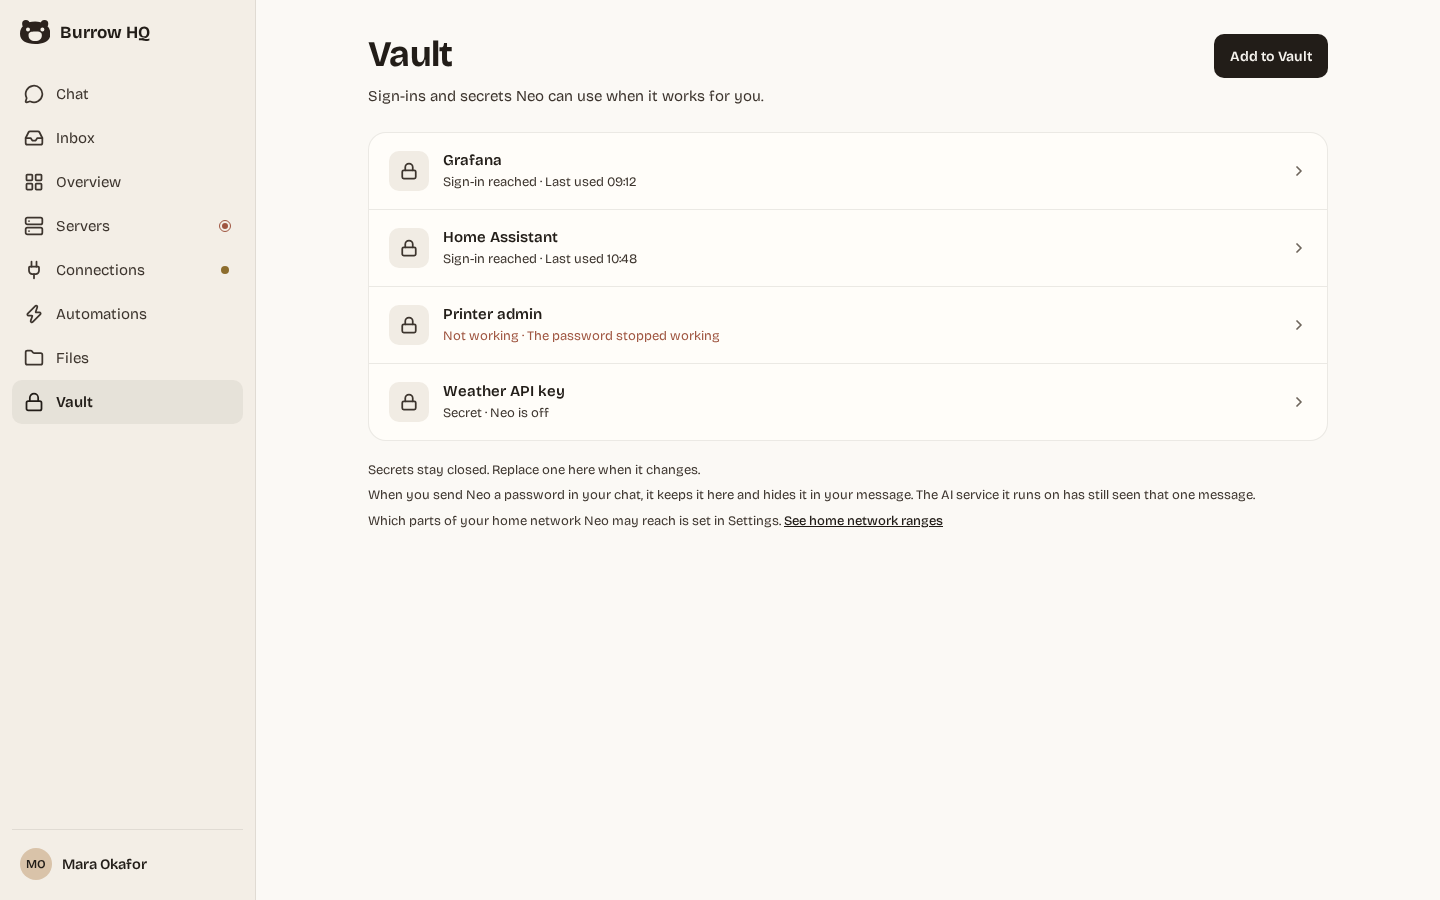 Burrow HQ
Chat
Inbox
Overview
Servers
Connections
Automations
Files
Vault
MO
Mara Okafor
Vault
Add to Vault
Sign-ins and secrets Neo can use when it works for you.
Grafana
Sign-in reached · Last used 09:12
Home Assistant
Sign-in reached · Last used 10:48
Printer admin
Not working · The password stopped working
Weather API key
Secret · Neo is off
Secrets stay closed. Replace one here when it changes.
When you send Neo a password in your chat, it keeps it here and hides it in your message. The AI service it runs on has still seen that one message.
Which parts of your home network Neo may reach is set in Settings. See home network ranges